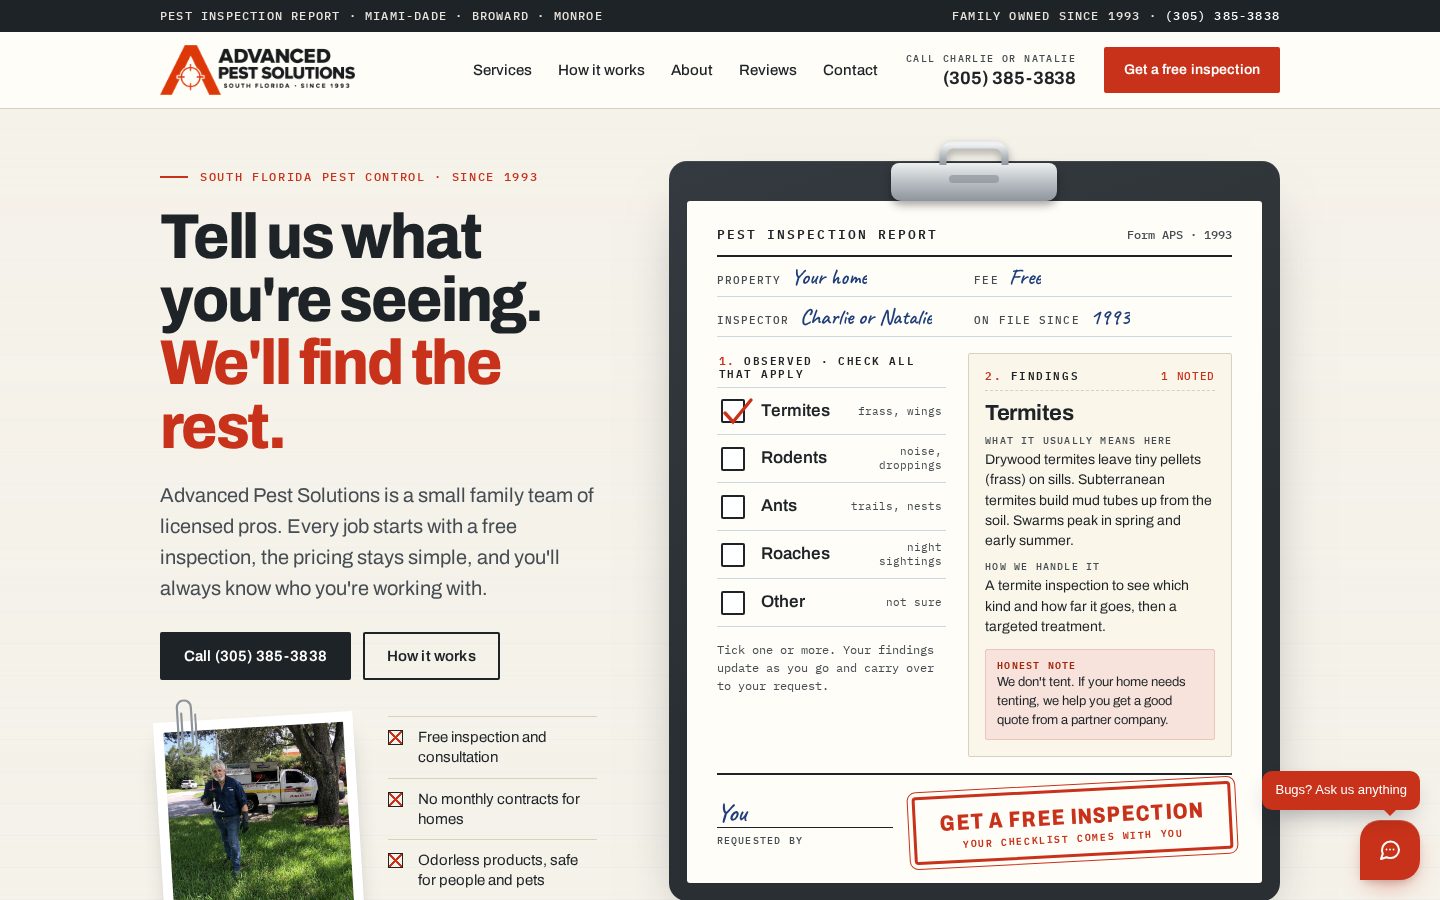 PEST INSPECTION REPORT · MIAMI-DADE · BROWARD · MONROE
FAMILY OWNED SINCE 1993 · (305) 385-3838
ADVANCED
PEST SOLUTIONS
SOUTH FLORIDA · SINCE 1993
Services
How it works
About
Reviews
Contact
CALL CHARLIE OR NATALIE
(305) 385-3838
Get a free inspection
SOUTH FLORIDA PEST CONTROL · SINCE 1993
Tell us what
you're seeing.
We'll find the
rest.
Advanced Pest Solutions is a small family team of
licensed pros. Every job starts with a free
inspection, the pricing stays simple, and you'll
always know who you're working with.
Call (305) 385-3838
How it works
Free inspection and
consultation
No monthly contracts for
homes
Odorless products, safe
for people and pets
PEST INSPECTION REPORT
Form APS · 1993
PROPERTY Your home
FEE Free
INSPECTOR Charlie or Natalie
ON FILE SINCE 1993
1. OBSERVED · CHECK ALL
THAT APPLY
Termites
frass, wings
Rodents
noise,
droppings
Ants
trails, nests
Roaches
night
sightings
Other
not sure
Tick one or more. Your findings
update as you go and carry over
to your request.
2. FINDINGS
1 NOTED
Termites
WHAT IT USUALLY MEANS HERE
Drywood termites leave tiny pellets
(frass) on sills. Subterranean
termites build mud tubes up from the
soil. Swarms peak in spring and
early summer.
HOW WE HANDLE IT
A termite inspection to see which
kind and how far it goes, then a
targeted treatment.
HONEST NOTE
We don't tent. If your home needs
tenting, we help you get a good
quote from a partner company.
You
REQUESTED BY
GET A FREE INSPECTION
YOUR CHECKLIST COMES WITH YOU
Bugs? Ask us anything